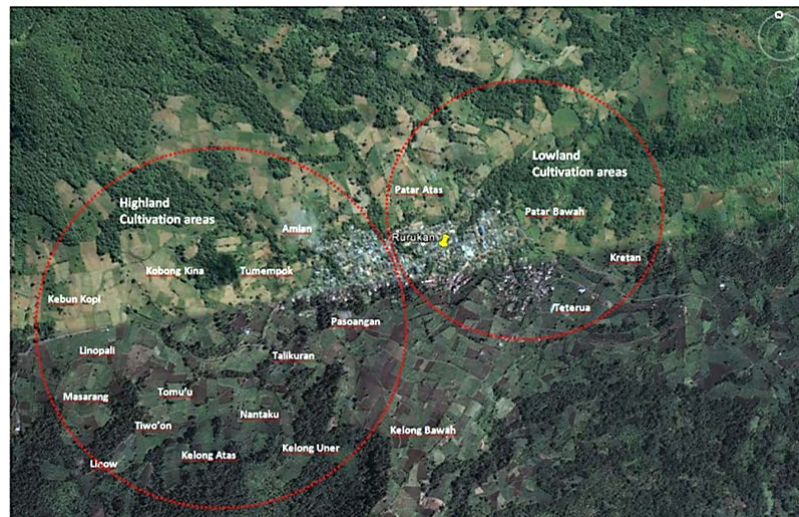 Lowland
Cultivation areas
Patar Atas
Highland
Cultivation areas
Patar Bawah
Amian
Rurukan
Kretan
Kobong Kina
Tumempok
Kebun Kopi
Teterua
Pasoangan
Linopali
Talikuran
Tomu'u
Masarang
Nantaku
Tiwo'on
Kelong Bawah
Kelong Uner
Kelong Atas
Linow